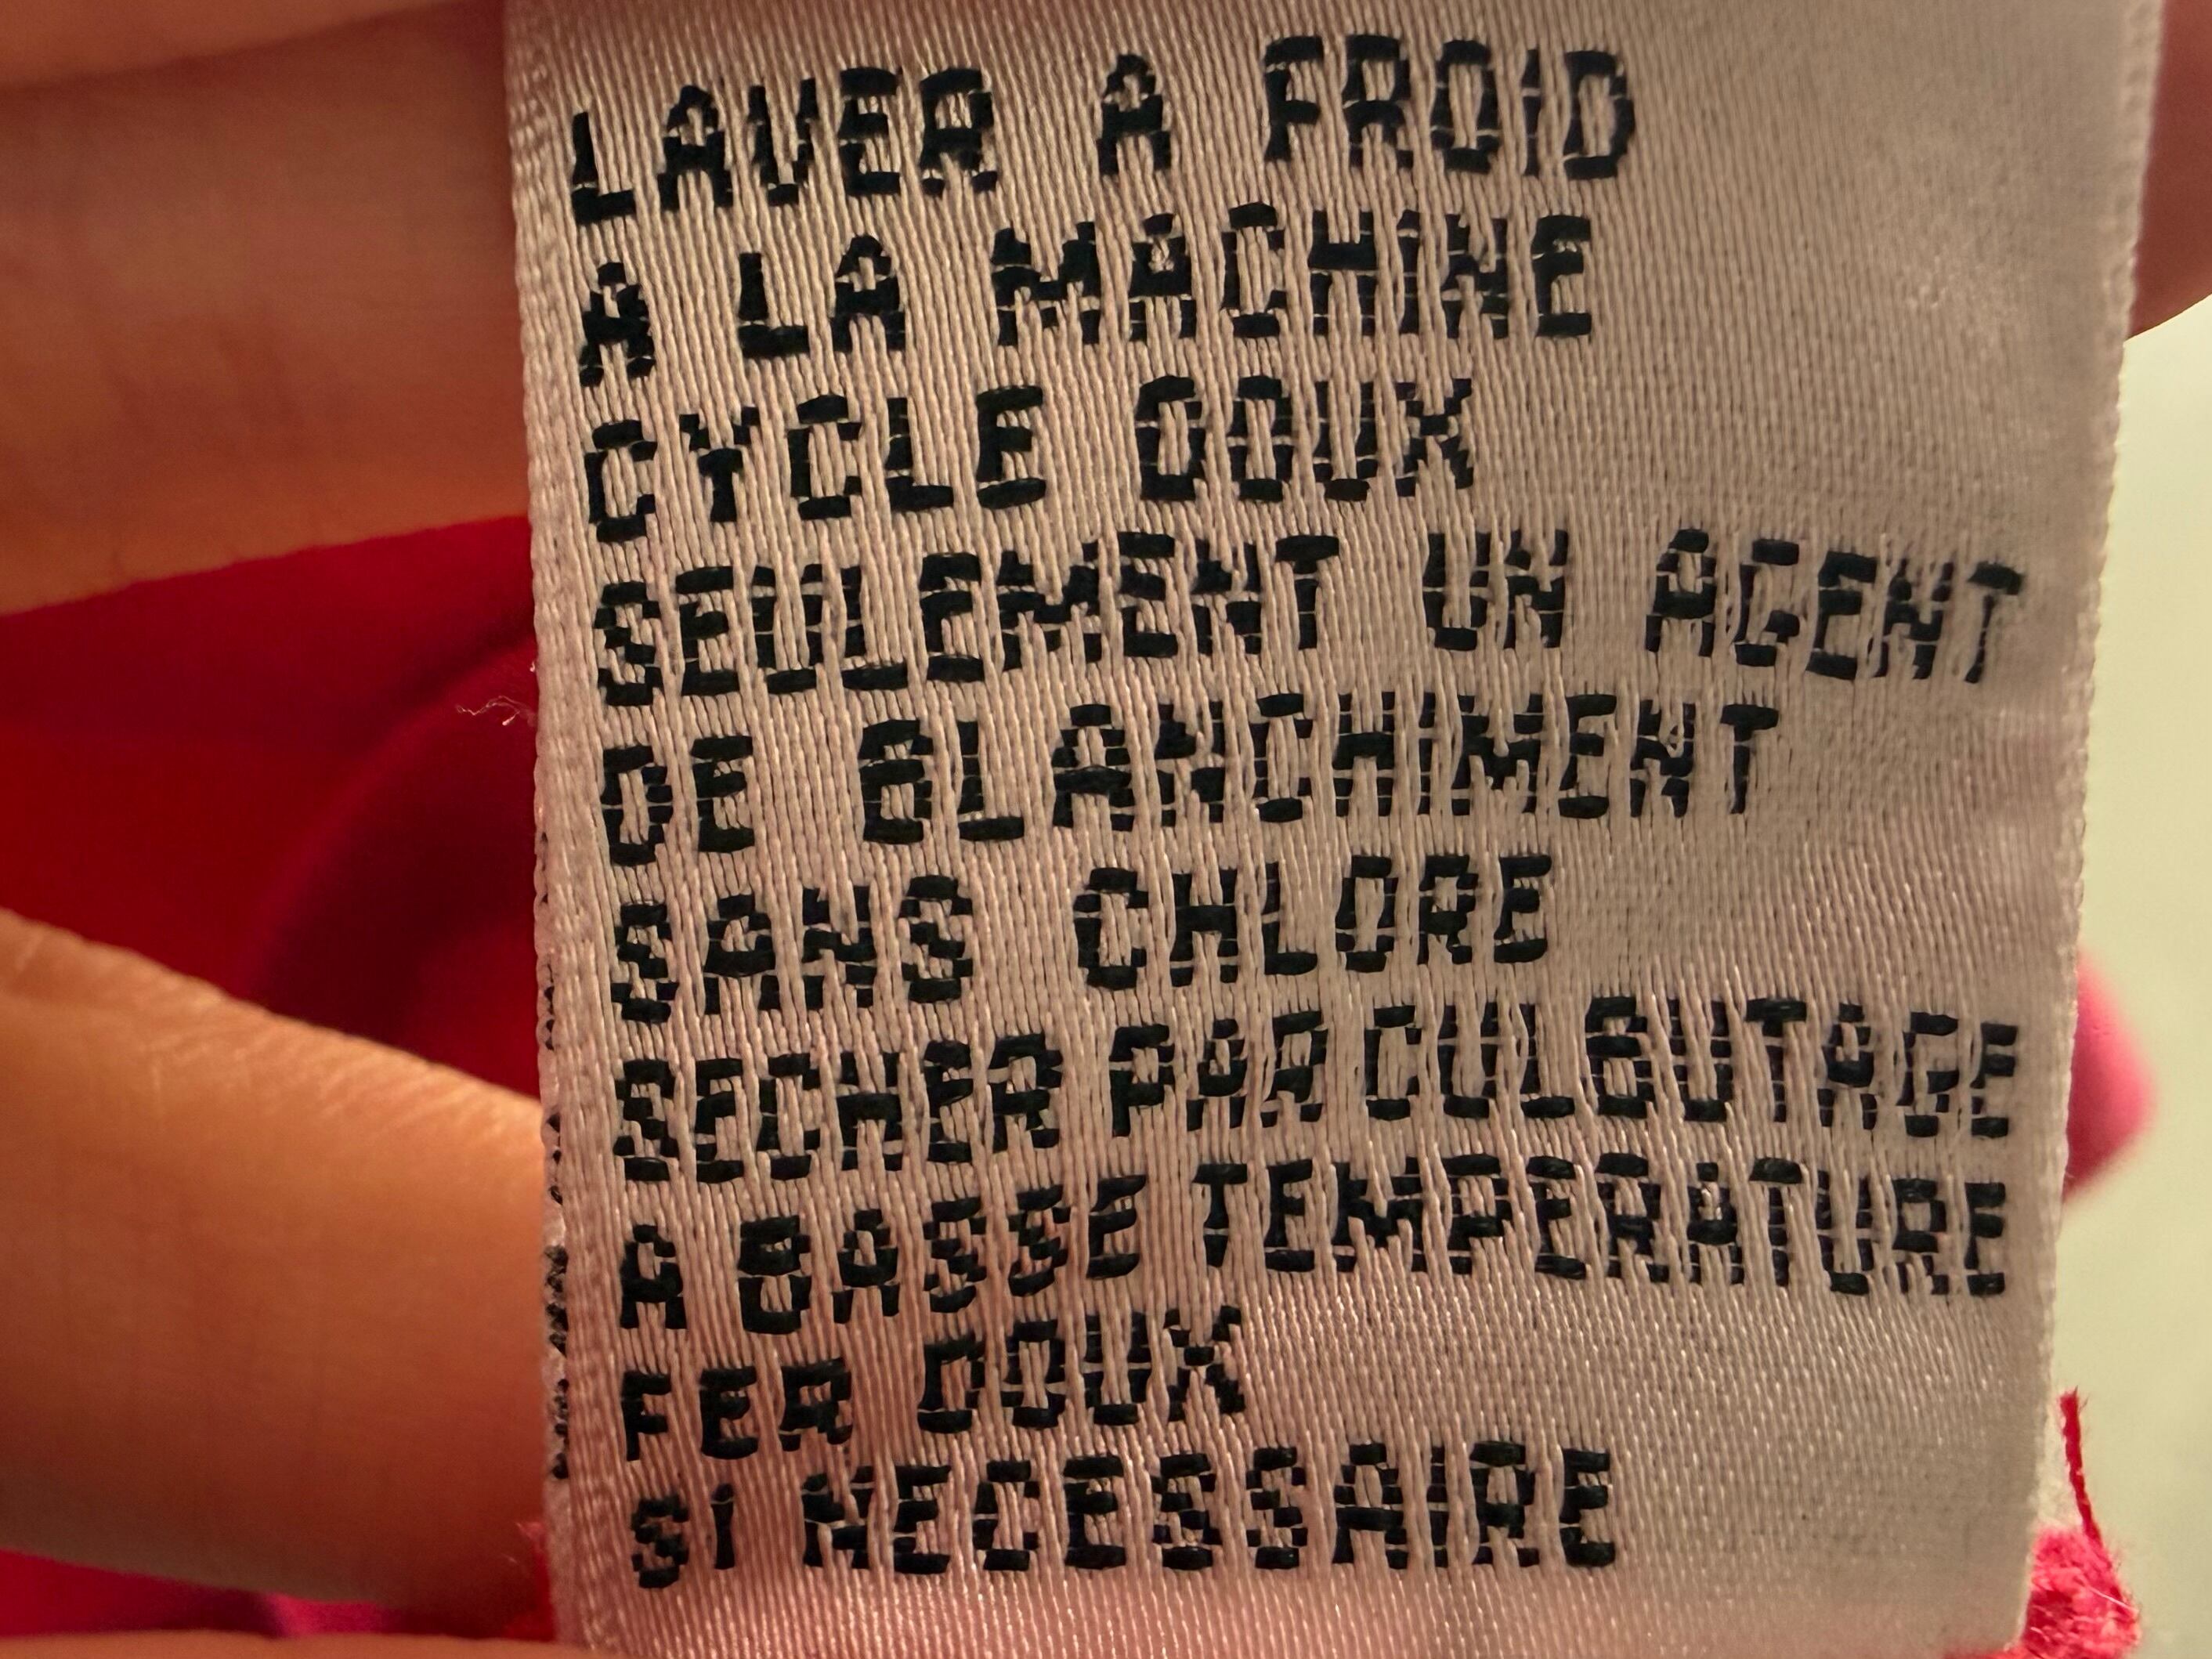 LAVER A FROID
A LA MACHINE
CYCLE DOUX
SEULEMENT UN AGENT
DE BLANCHIMENT
SANS CHLORE
SECHER PAR CULBUTAGE
A BASSE TEMPERATURE
FER DOUX
SI NECESSAIRE